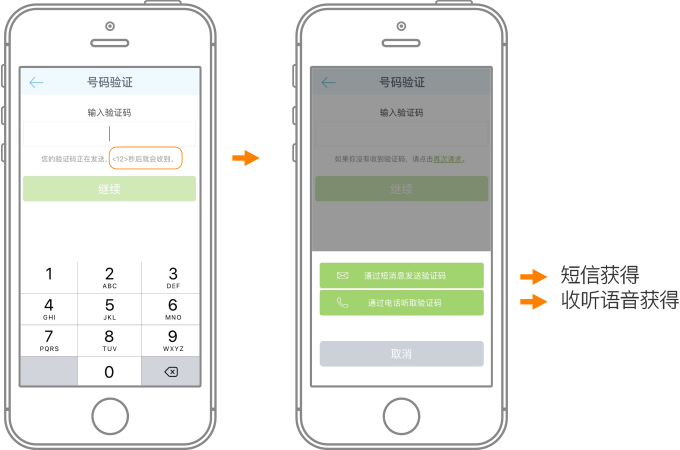 号码验证
输入验证码
您的验证码正在发送，<12>秒后就会收到。
继续
1
2 ABC
3 DEF
4 GHI
5 JKL
6 MNO
7 PQRS
8 TUV
9 WXYZ
0
号码验证
输入验证码
如果你没有收到验证码，请点击再次请求。
继续
通过短消息发送验证码
通过电话听取验证码
取消
短信获得
收听语音获得